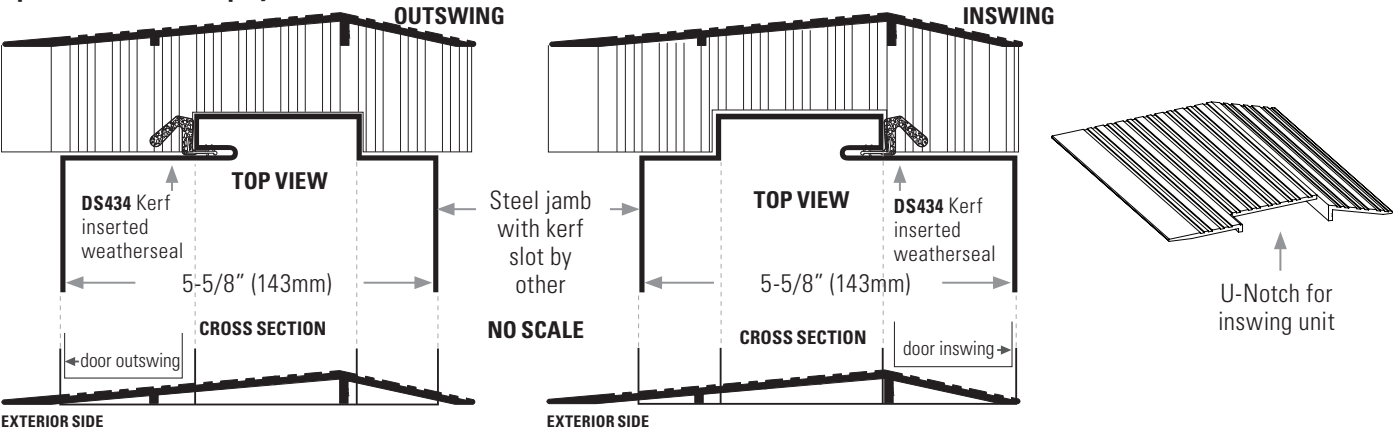 OUTSWING
INSWING
TOP VIEW
DS434 Kerf
inserted
weatherseal
5-5/8” (143mm)
CROSS SECTION
door outswing
EXTERIOR SIDE
Steel jamb
with kerf
slot by
other
NO SCALE
TOP VIEW
DS434 Kerf
inserted
weatherseal
5-5/8” (143mm)
CROSS SECTION
door inswing
EXTERIOR SIDE
U-Notch for
inswing unit